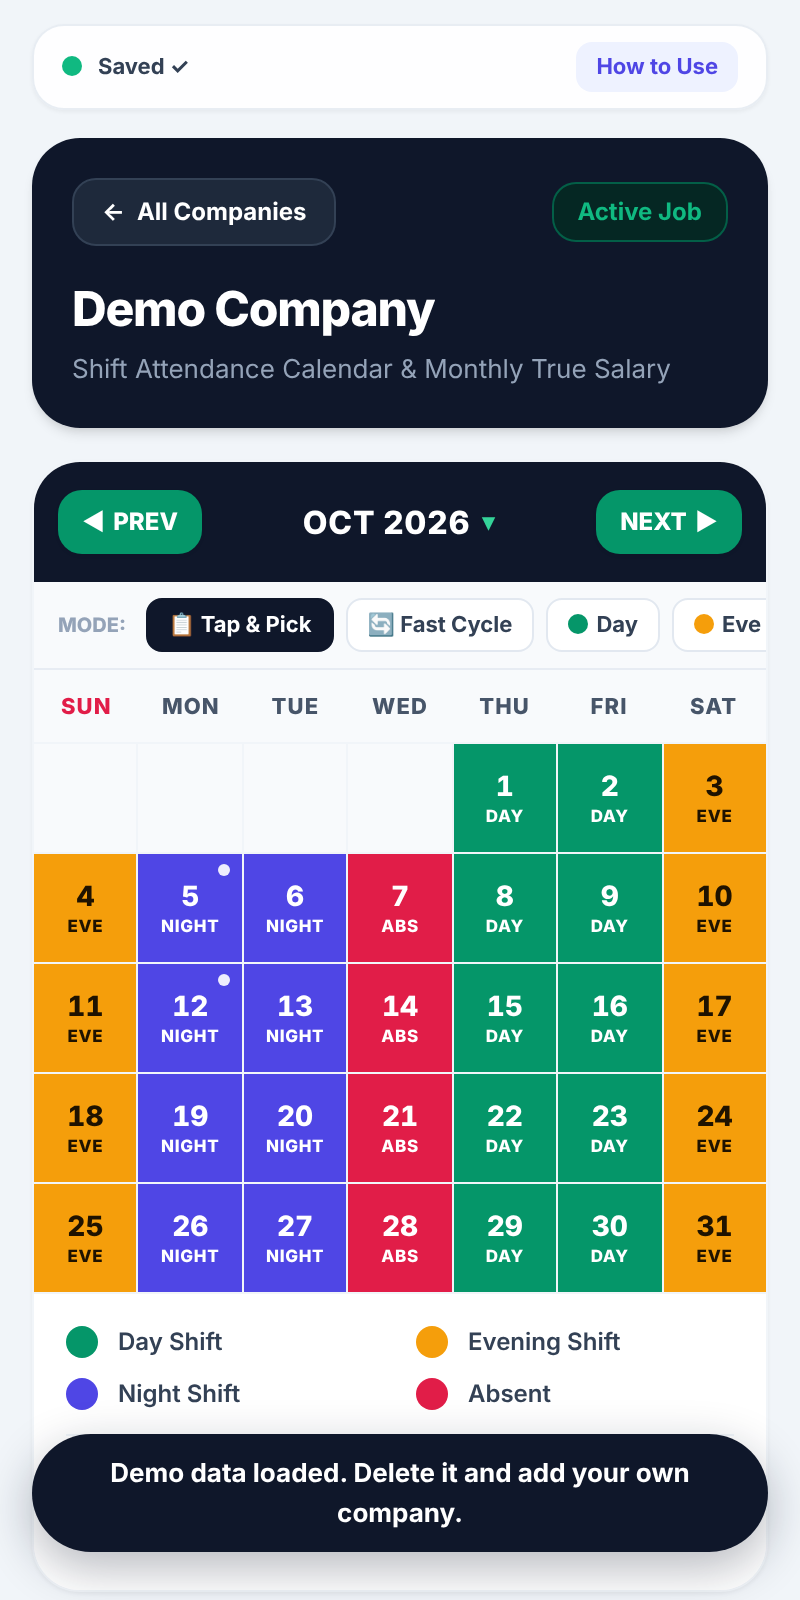 Saved ✓
How to Use
← All Companies
Active Job
Demo Company
Shift Attendance Calendar & Monthly True Salary
◀ PREV
OCT 2026 ▼
NEXT ▶
MODE:
📋 Tap & Pick
🔄 Fast Cycle
Day
Eve
SUN MON TUE WED THU FRI SAT
1 2 3
DAY DAY EVE
4 5 6 7 8 9 10
EVE NIGHT NIGHT ABS DAY DAY EVE
11 12 13 14 15 16 17
EVE NIGHT NIGHT ABS DAY DAY EVE
18 19 20 21 22 23 24
EVE NIGHT NIGHT ABS DAY DAY EVE
25 26 27 28 29 30 31
EVE NIGHT NIGHT ABS DAY DAY EVE
Day Shift
Evening Shift
Night Shift
Absent
Demo data loaded. Delete it and add your own
company.